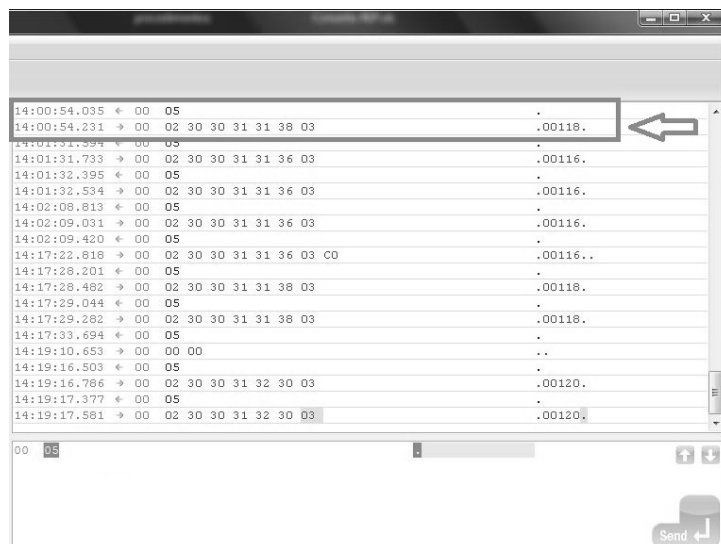 14:00:54.035 ← 00 05 .
14:00:54.231 → 00 02 30 30 31 31 38 03 .00118.
14:01:31.594 ← 00 05 .
14:01:31.733 → 00 02 30 30 31 31 36 03 .00116.
14:01:32.395 ← 00 05 .
14:01:32.534 → 00 02 30 30 31 31 36 03 .00116.
14:02:08.813 ← 00 05 .
14:02:09.031 → 00 02 30 30 31 31 36 03 .00116.
14:02:09.420 ← 00 05 .
14:17:22.818 → 00 02 30 30 31 31 36 03 C0 .00116..
14:17:28.201 ← 00 05 .
14:17:28.482 → 00 02 30 30 31 31 38 03 .00118.
14:17:29.044 ← 00 05 .
14:17:29.282 → 00 02 30 30 31 31 38 03 .00118.
14:17:33.694 ← 00 05 .
14:19:10.653 → 00 00 00 ..
14:19:16.503 ← 00 05 .
14:19:16.786 → 00 02 30 30 31 32 30 03 .00120.
14:19:17.377 ← 00 05 .
14:19:17.581 → 00 02 30 30 31 32 30 03 .00120.
00 05 .
Send